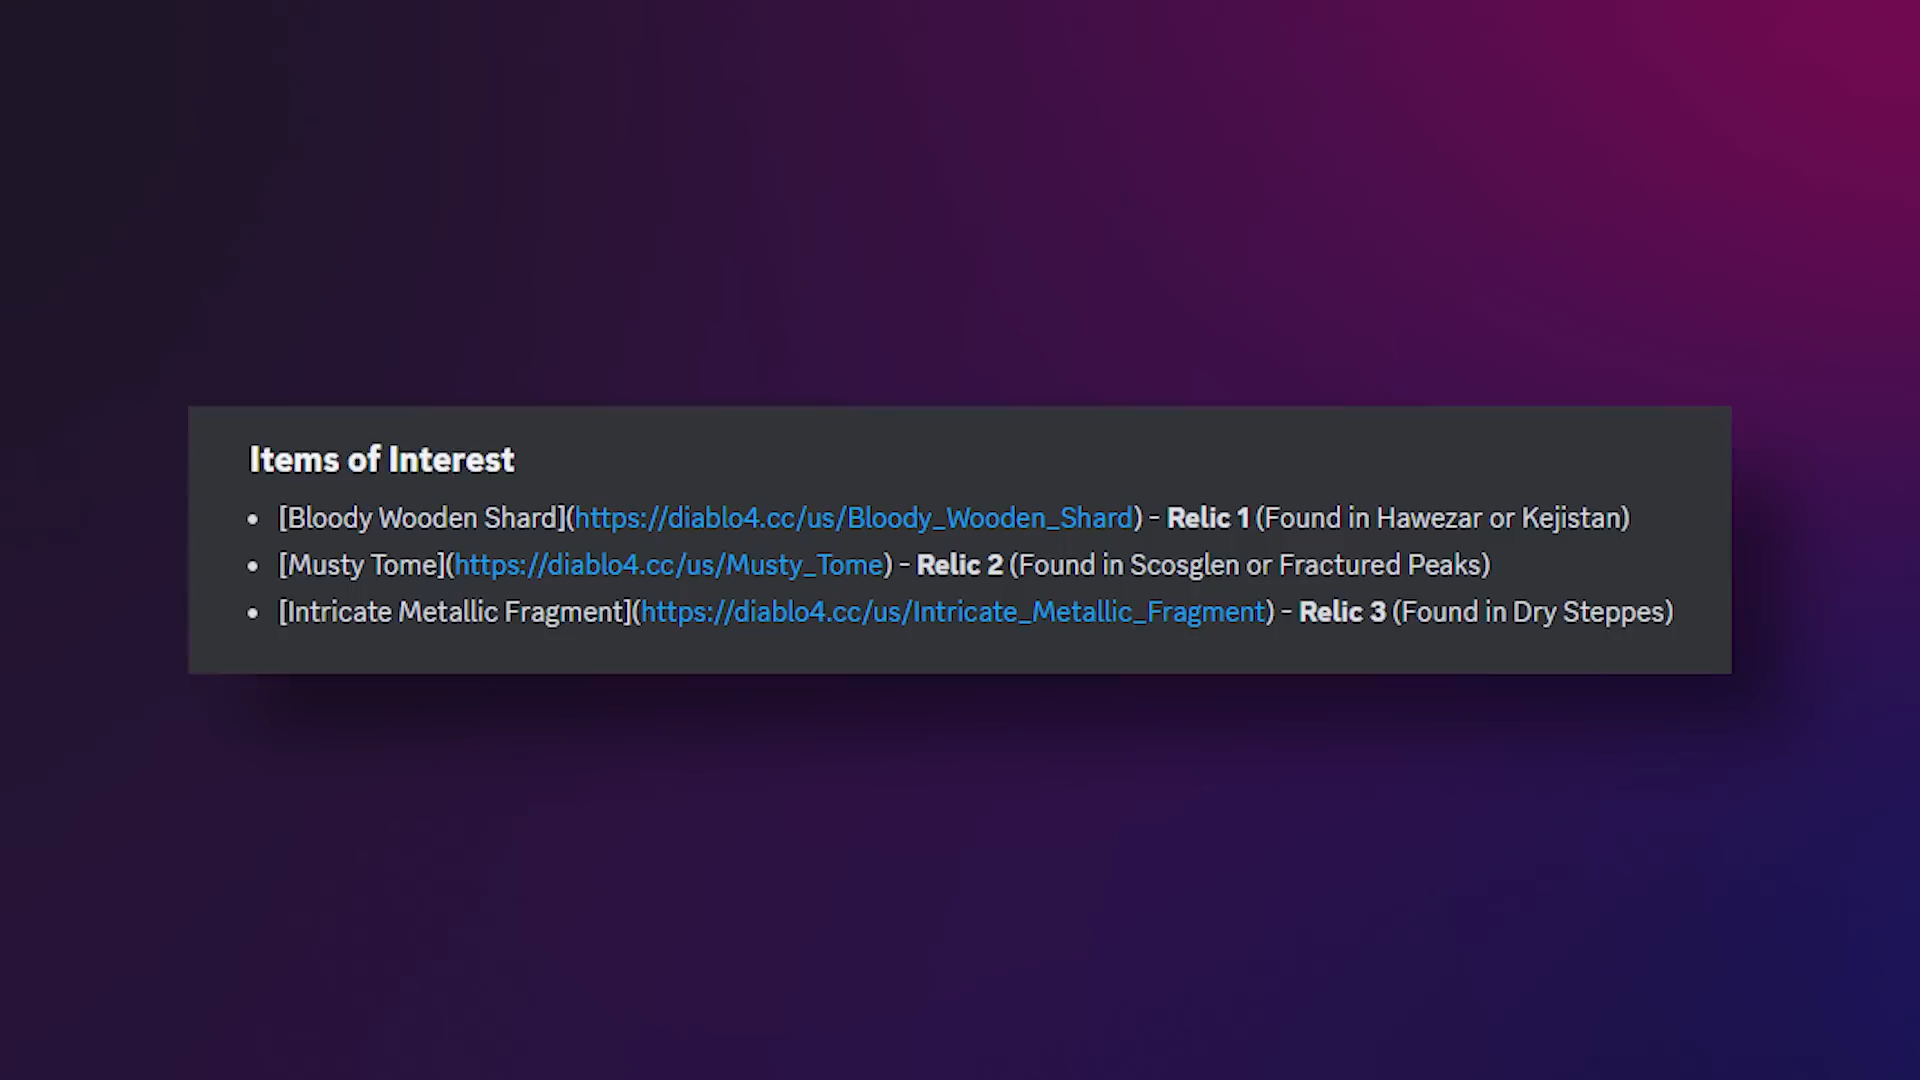 Items of Interest
• [Bloody Wooden Shard](https://diablo4.cc/us/Bloody_Wooden_Shard) - Relic 1 (Found in Hawezar or Kejistan)
• [Musty Tome](https://diablo4.cc/us/Musty_Tome) - Relic 2 (Found in Scosglen or Fractured Peaks)
• [Intricate Metallic Fragment](https://diablo4.cc/us/Intricate_Metallic_Fragment) - Relic 3 (Found in Dry Steppes)